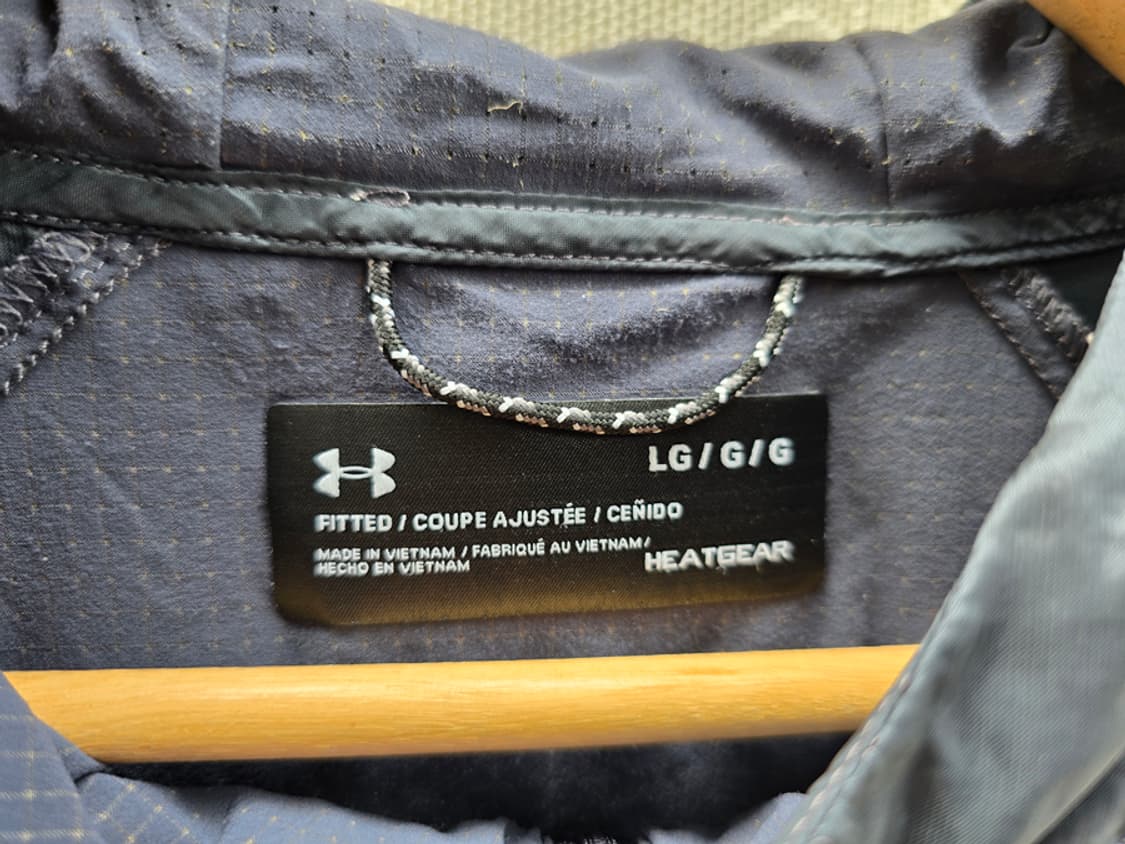 LG / G / G
FITTED / COUPE AJUSTÉE / CEÑIDO
MADE IN VIETNAM / FABRIQUÉ AU VIETNAM /
HECHO EN VIETNAM
HEATGEAR